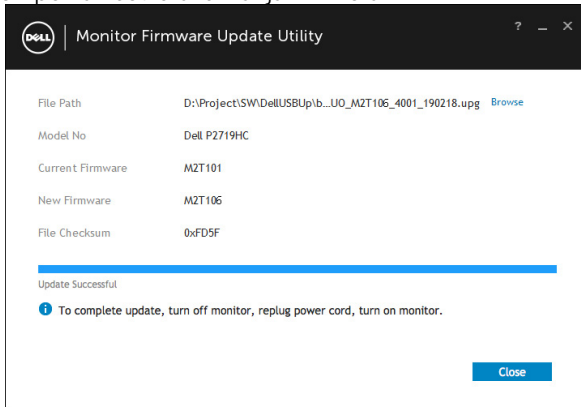 DELL
Monitor Firmware Update Utility
? _ X
File Path D:\Project\SW\DellUSBUp\b...UO_M2T106_4001_190218.upg Browse
Model No Dell P2719HC
Current Firmware M2T101
New Firmware M2T106
File Checksum 0xFD5F
Update Successful
To complete update, turn off monitor, replug power cord, turn on monitor.
Close